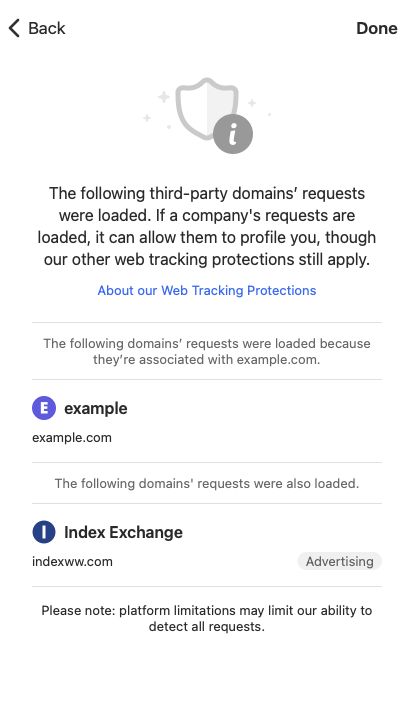 Back
Done
The following third-party domains’ requests
were loaded. If a company's requests are
loaded, it can allow them to profile you, though
our other web tracking protections still apply.
About our Web Tracking Protections
The following domains’ requests were loaded because
they’re associated with example.com.
E example
example.com
The following domains' requests were also loaded.
I Index Exchange
indexww.com
Advertising
Please note: platform limitations may limit our ability to
detect all requests.